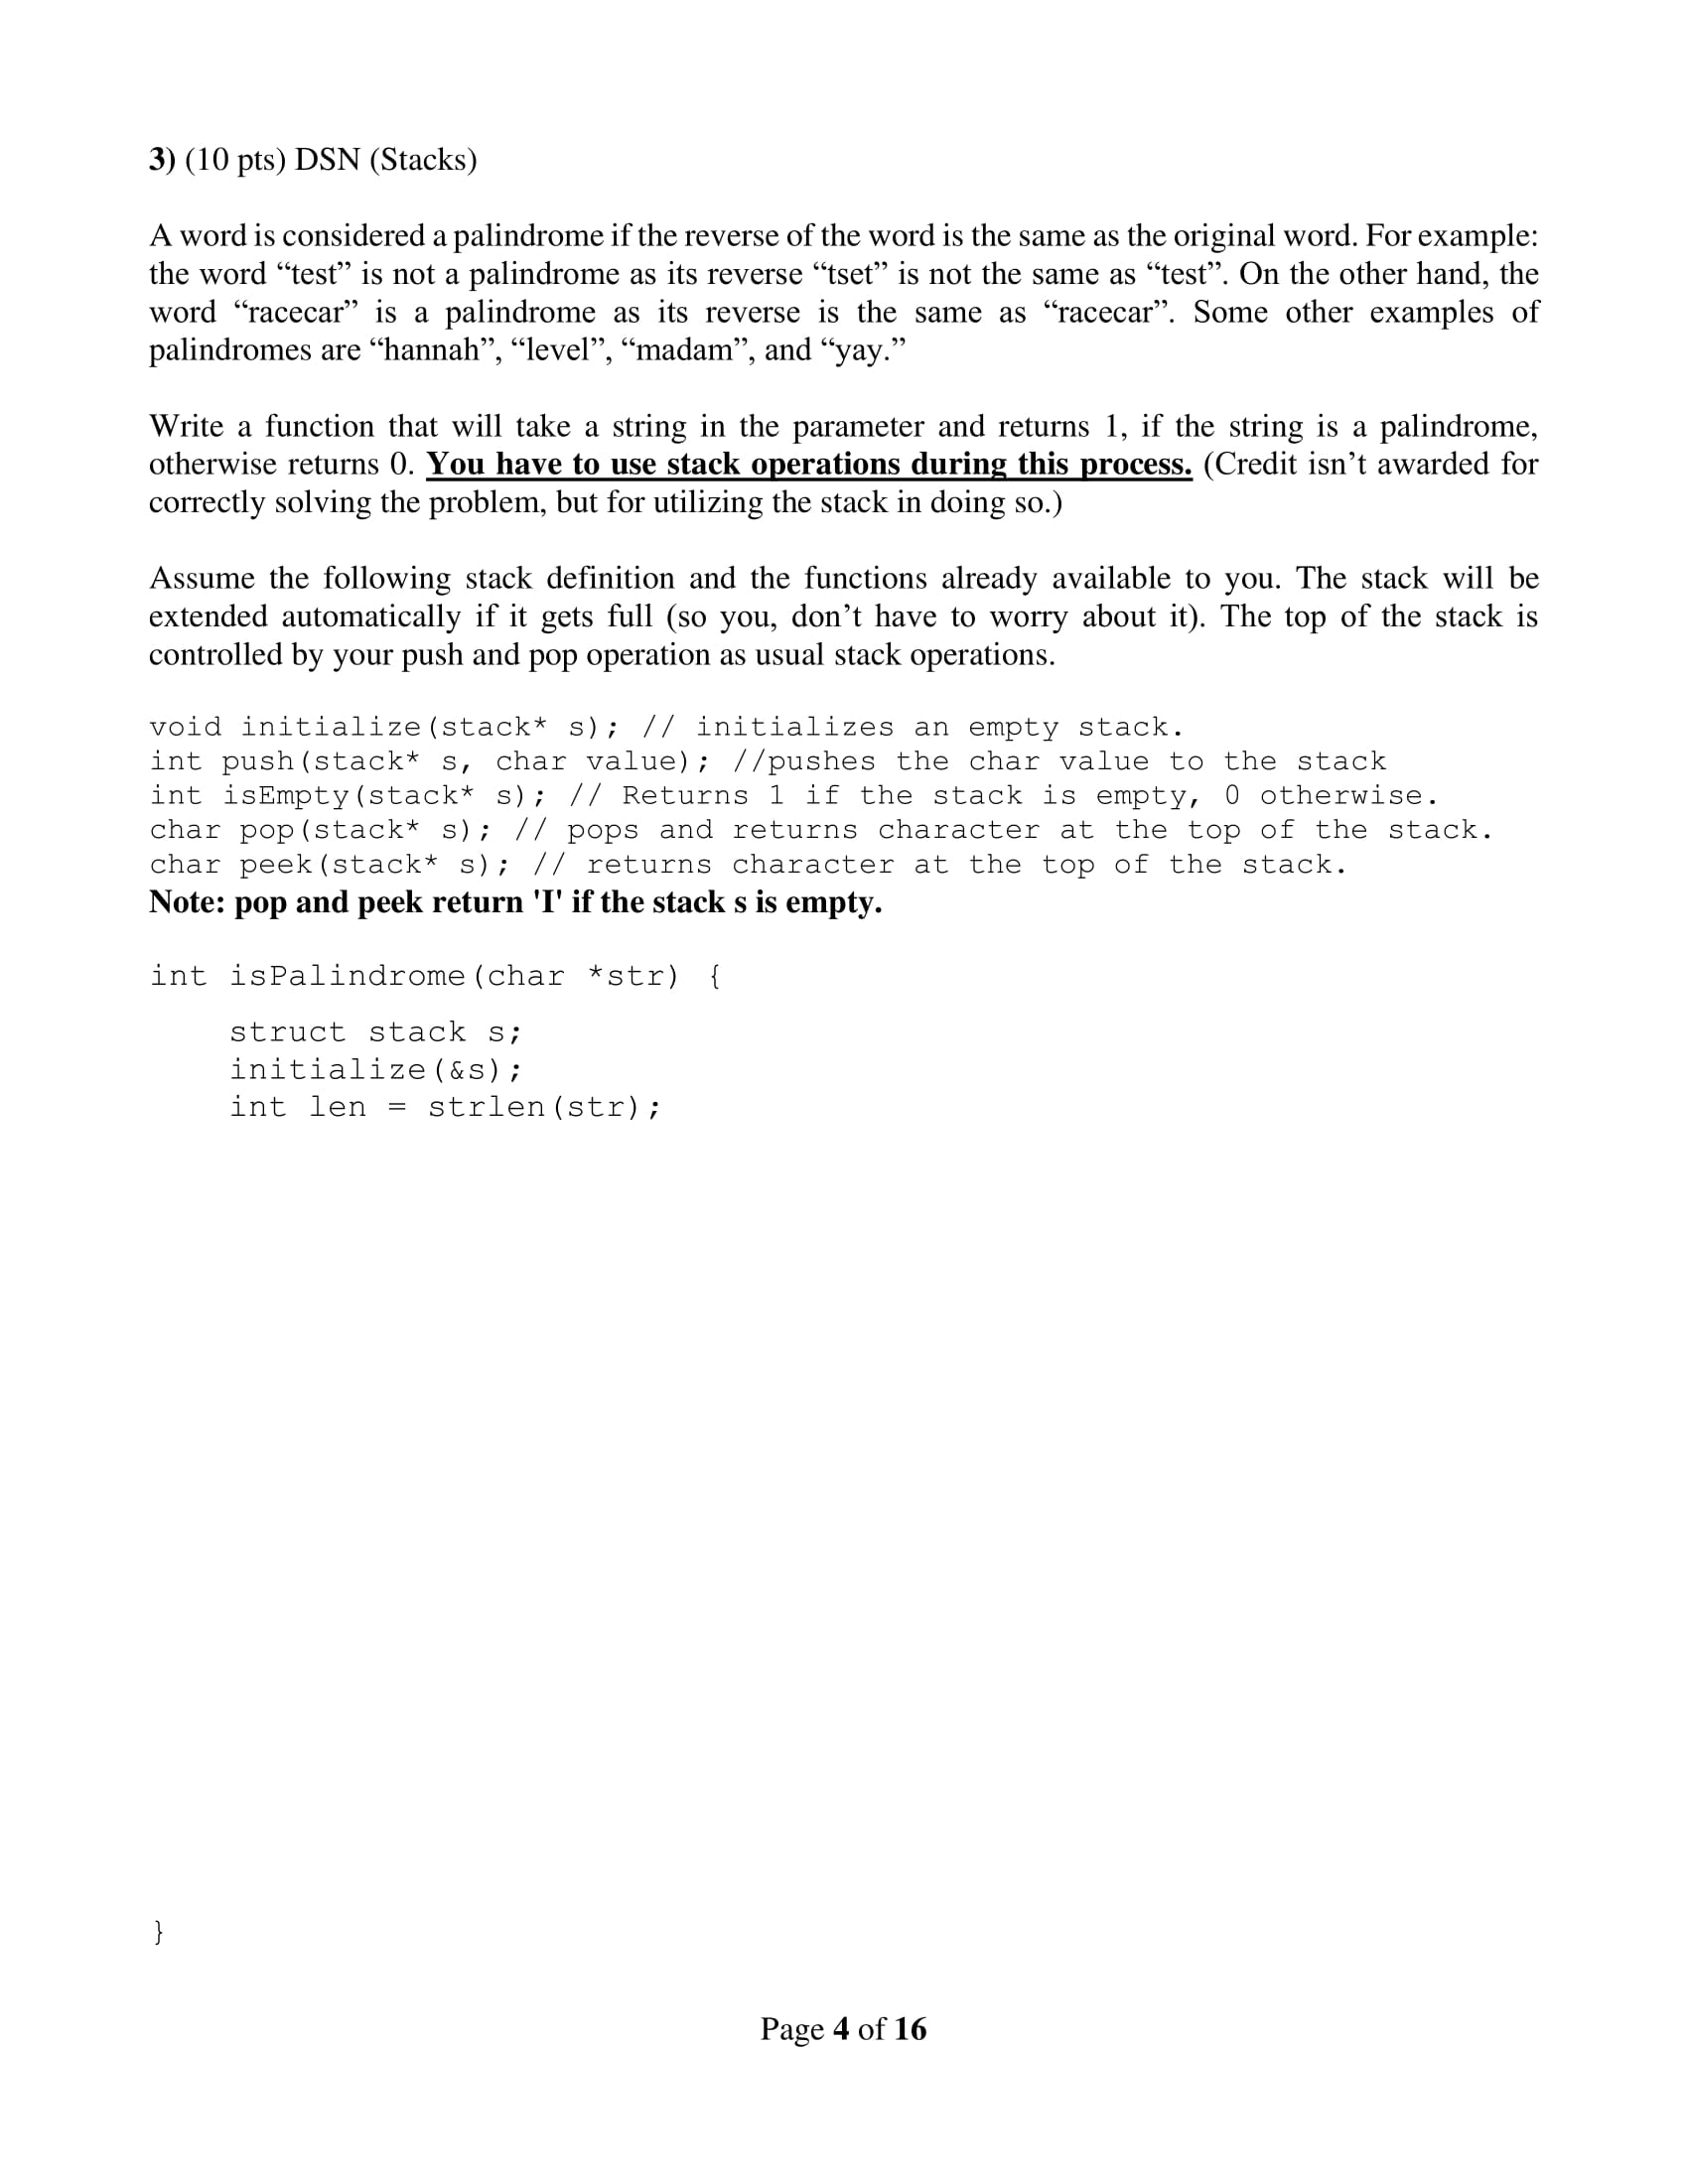 3) (10 pts) DSN (Stacks)
A word is considered a palindrome if the reverse of the word is the same as the original word. For example:
the word “test” is not a palindrome as its reverse “tset” is not the same as “test”. On the other hand, the
word “racecar” is a palindrome as its reverse is the same as “racecar”. Some other examples of
palindromes are “hannah”, “level”, “madam”, and “yay.”
Write a function that will take a string in the parameter and returns 1, if the string is a palindrome,
otherwise returns 0. You have to use stack operations during this process. (Credit isn’t awarded for
correctly solving the problem, but for utilizing the stack in doing so.)
Assume the following stack definition and the functions already available to you. The stack will be
extended automatically if it gets full (so you, don’t have to worry about it). The top of the stack is
controlled by your push and pop operation as usual stack operations.
void initialize(stack* s); // initializes an empty stack.
int push(stack* s, char value); //pushes the char value to the stack
int isEmpty(stack* s); // Returns 1 if the stack is empty, 0 otherwise.
char pop(stack* s); // pops and returns character at the top of the stack.
char peek(stack* s); // returns character at the top of the stack.
Note: pop and peek return 'I' if the stack s is empty.
int isPalindrome(char *str) {
struct stack s;
initialize(&s);
int len = strlen(str);
}
Page 4 of 16